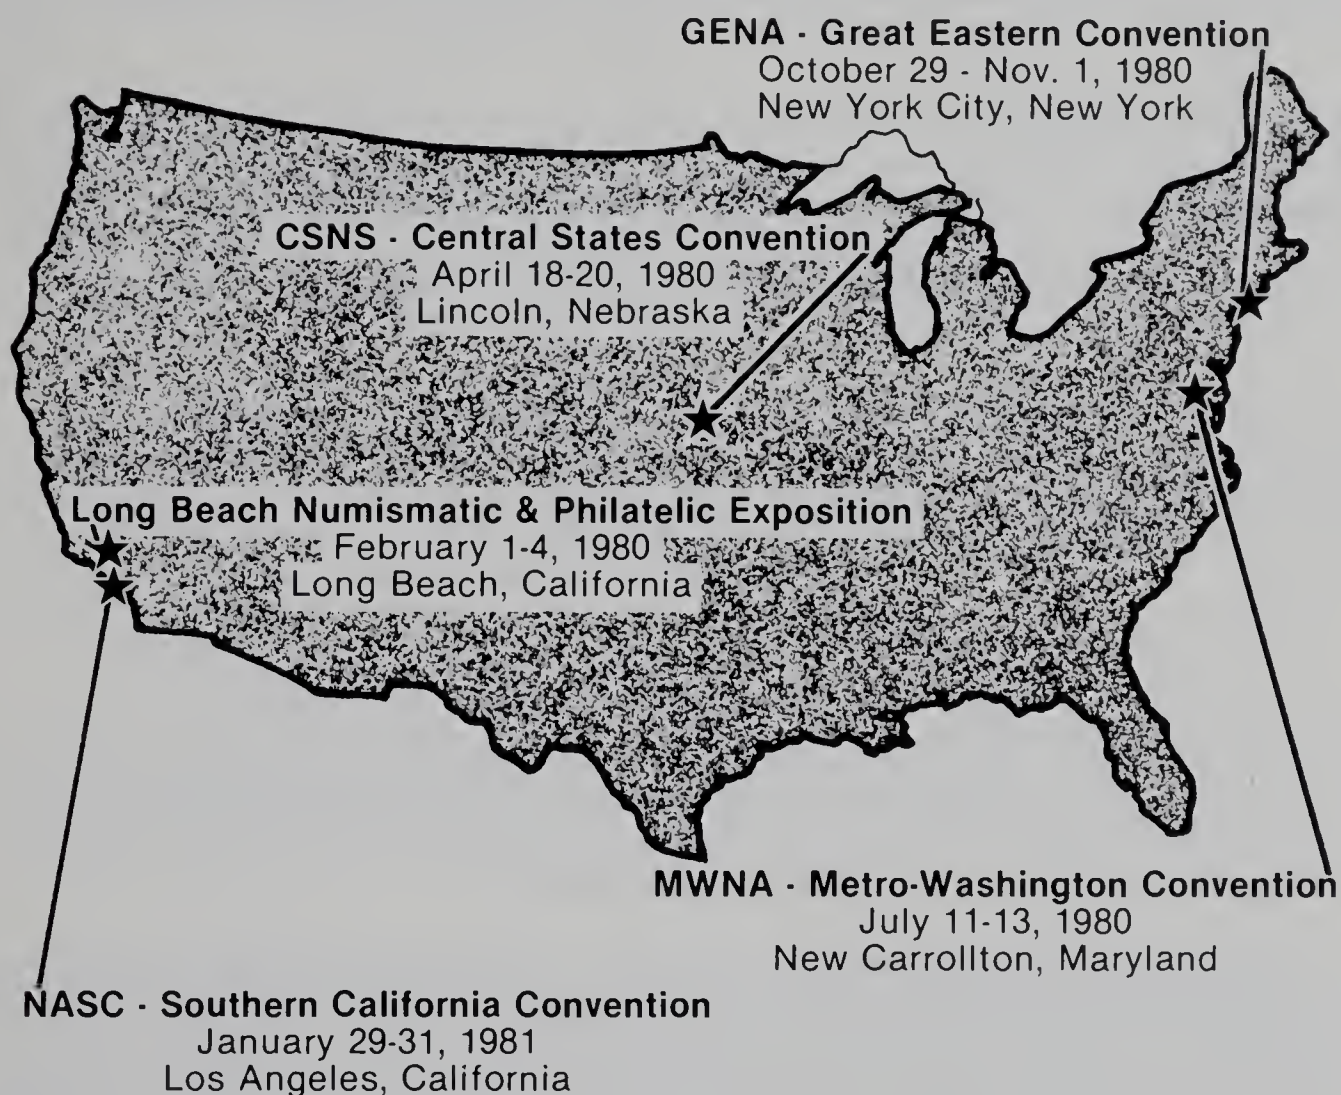 GENA - Great Eastern Convention
October 29 - Nov. 1, 1980
New York City, New York
CSNS - Central States Convention
April 18-20, 1980
Lincoln, Nebraska
Long Beach Numismatic & Philatelic Exposition
February 1-4, 1980
Long Beach, California
MWNA - Metro-Washington Convention
July 11-13, 1980
New Carrollton, Maryland
NASC - Southern California Convention
January 29-31, 1981
Los Angeles, California